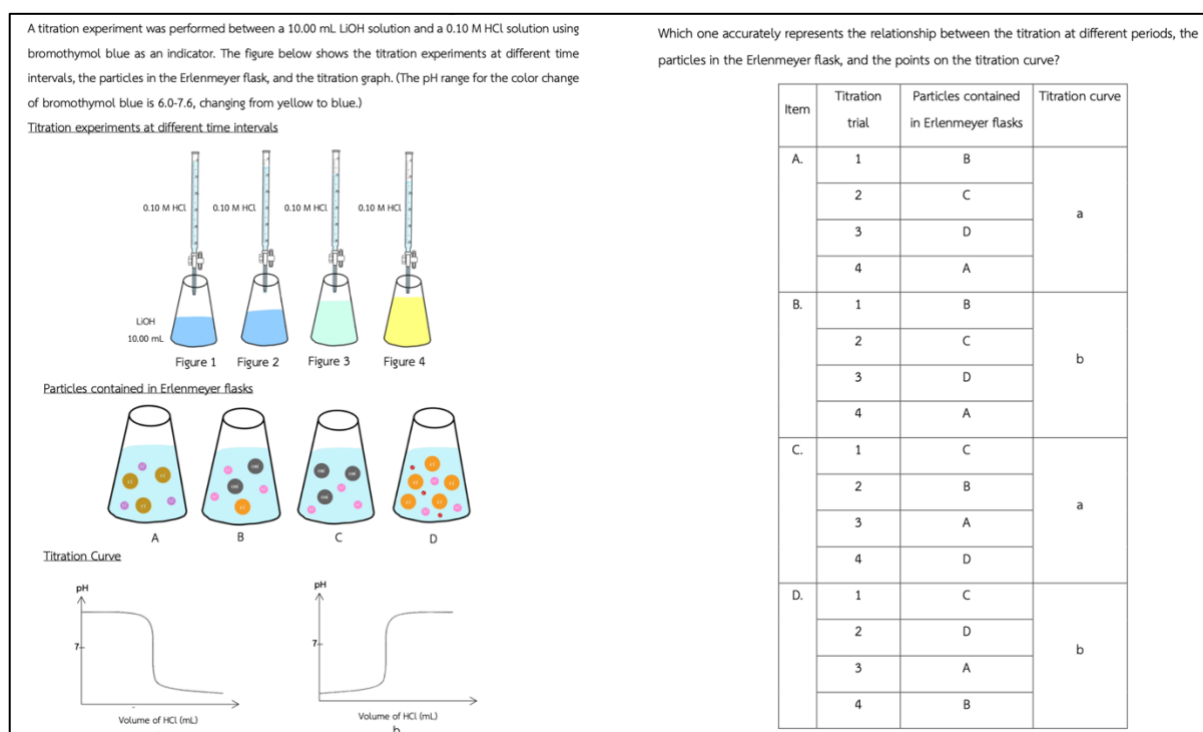 A titration experiment was performed between a 10.00 mL LiOH solution and a 0.10 M HCl solution using
bromothymol blue as an indicator. The figure below shows the titration experiments at different time
intervals, the particles in the Erlenmeyer flask, and the titration graph. (The pH range for the color change
of bromothymol blue is 6.0-7.6, changing from yellow to blue.)
Titration experiments at different time intervals
0.10 M HCl 0.10 M HCl 0.10 M HCl 0.10 M HCl
LiOH
10.00 mL
Figure 1 Figure 2 Figure 3 Figure 4
Particles contained in Erlenmeyer flasks
A B C D
Titration Curve
pH pH
7 7
Volume of HCl (mL) Volume of HCl (mL)
b
Which one accurately represents the relationship between the titration at different periods, the
particles in the Erlenmeyer flask, and the points on the titration curve?
Item Titration trial Particles contained in Erlenmeyer flasks Titration curve
A. 1 B a
2 C
3 D
4 A
B. 1 B b
2 C
3 D
4 A
C. 1 C a
2 B
3 A
4 D
D. 1 C b
2 D
3 A
4 B